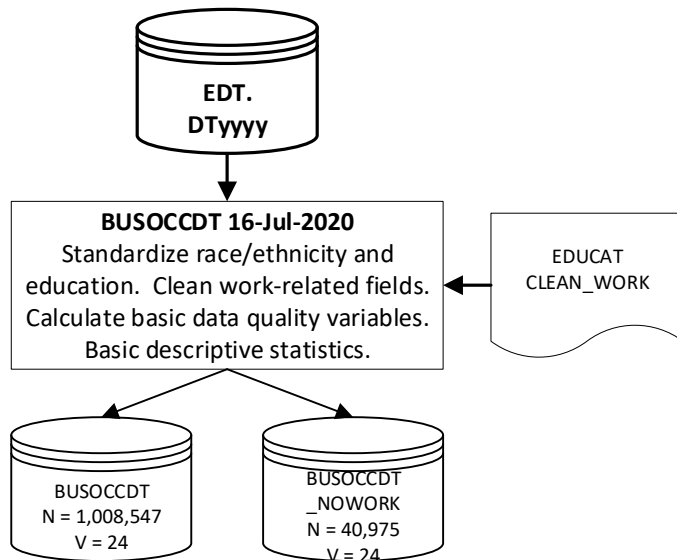 EDT.
DTyyyy
BUSOCCDT 16-Jul-2020
Standardize race/ethnicity and
education. Clean work-related fields.
Calculate basic data quality variables.
Basic descriptive statistics.
EDUCAT
CLEAN_WORK
BUSOCCDT
N = 1,008,547
V = 24
BUSOCCDT
_NOWORK
N = 40,975
V = 24